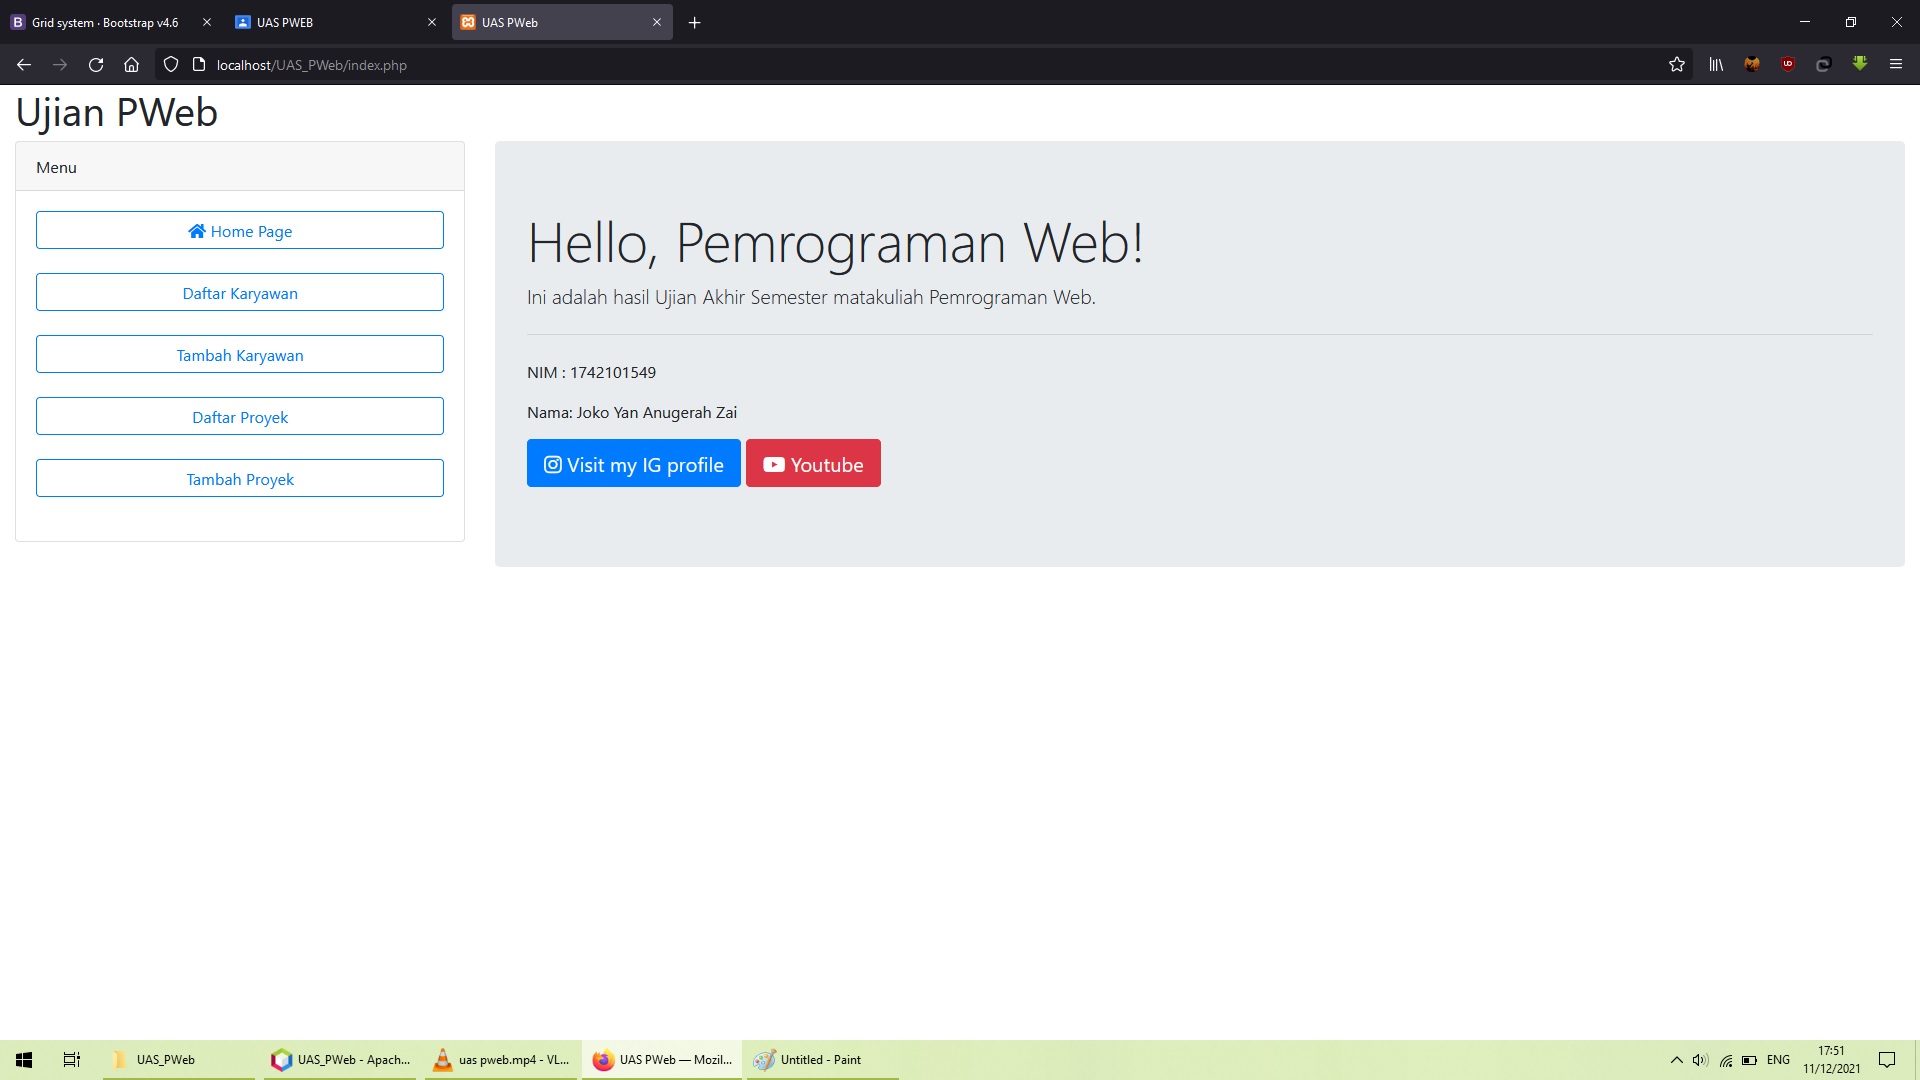 Grid system · Bootstrap v4.6
UAS PWEB
UAS PWeb
localhost/UAS_PWeb/index.php
Ujian PWeb
Menu
Home Page
Daftar Karyawan
Tambah Karyawan
Daftar Proyek
Tambah Proyek
Hello, Pemrograman Web!
Ini adalah hasil Ujian Akhir Semester matakuliah Pemrograman Web.
NIM : 1742101549
Nama: Joko Yan Anugerah Zai
Visit my IG profile
Youtube
UAS_PWeb
UAS_PWeb - Apach...
uas pweb.mp4 - VL...
UAS PWeb — Mozil...
Untitled - Paint
ENG
17:51
11/12/2021